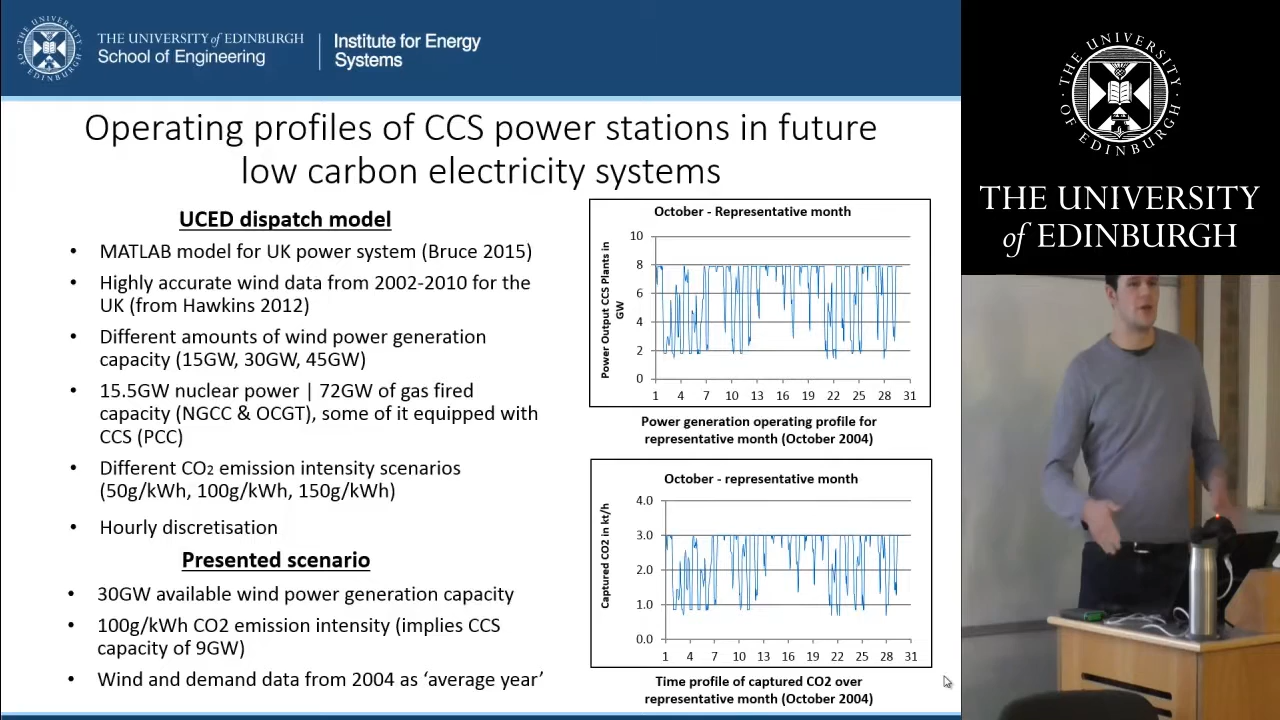 THE UNIVERSITY of EDINBURGH
School of Engineering
Institute for Energy
Systems
Operating profiles of CCS power stations in future
low carbon electricity systems
UCED dispatch model
• MATLAB model for UK power system (Bruce 2015)
• Highly accurate wind data from 2002-2010 for the
UK (from Hawkins 2012)
• Different amounts of wind power generation
capacity (15GW, 30GW, 45GW)
• 15.5GW nuclear power | 72GW of gas fired
capacity (NGCC & OCGT), some of it equipped with
CCS (PCC)
• Different CO2 emission intensity scenarios
(50g/kWh, 100g/kWh, 150g/kWh)
• Hourly discretisation
Presented scenario
• 30GW available wind power generation capacity
• 100g/kWh CO2 emission intensity (implies CCS
capacity of 9GW)
• Wind and demand data from 2004 as ‘average year’
October - Representative month
Power Output CCS Plants in
GW
10
8
6
4
2
0
1 4 7 10 13 16 19 22 25 28 31
Power generation operating profile for
representative month (October 2004)
October - representative month
Captured CO2 in kt/h
4.0
3.0
2.0
1.0
0.0
1 4 7 10 13 16 19 22 25 28 31
Time profile of captured CO2 over
representative month (October 2004)
THE UNIVERSITY OF EDINBURGH
THE UNIVERSITY
of EDINBURGH